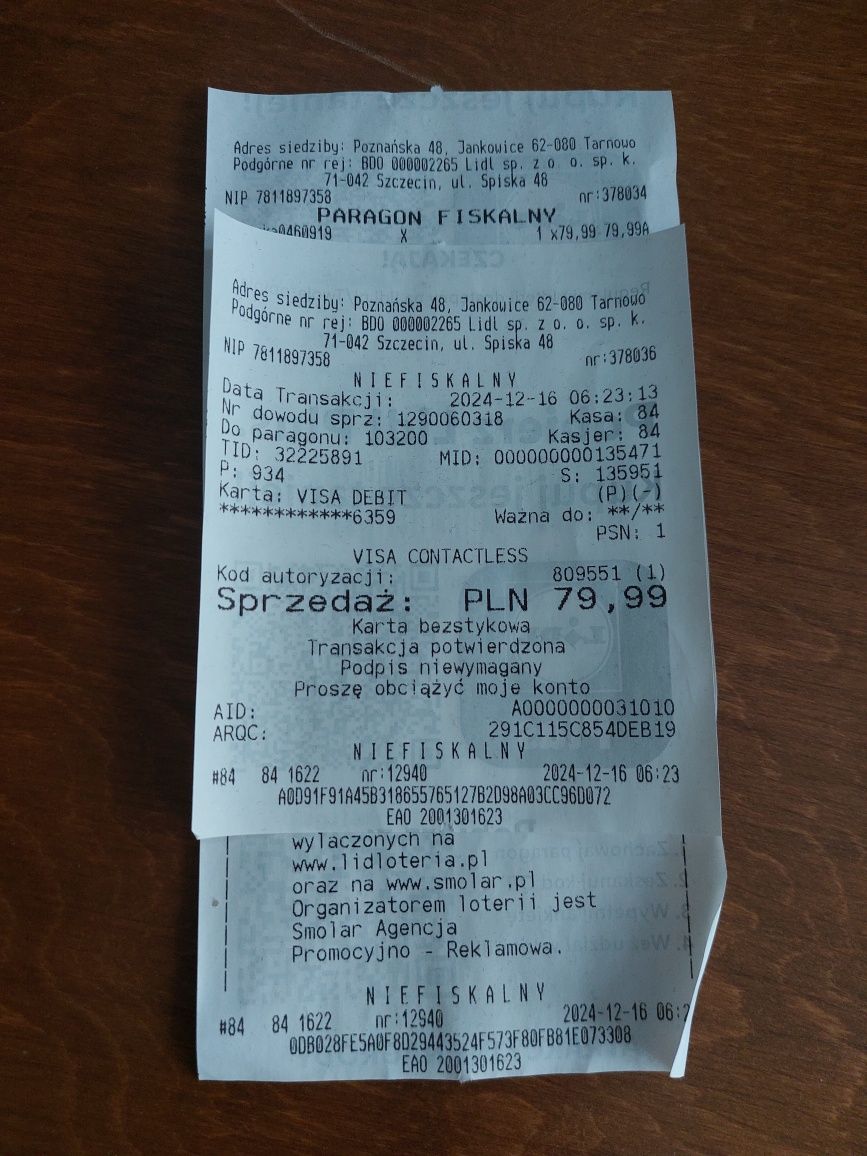 Adres siedziby: Poznańska 48, Jankowice 62-080 Tarnowo
Podgórne nr rej: BDO 000002265 Lidl sp. z o. o. sp. k.
71-042 Szczecin, ul. Spiska 48
NIP 7811897358 nr:378034
PARAGON FISKALNY
0460919 X 1 x79,99 79,99A
CZEKAJĄ!
Adres siedziby: Poznańska 48, Jankowice 62-080 Tarnowo
Podgórne nr rej: BDO 000002265 Lidl sp. z o. o. sp. k.
71-042 Szczecin, ul. Spiska 48
NIP 7811897358 nr:378036
NIEFISKALNY
Data Transakcji: 2024-12-16 06:23:13
Nr dowodu sprz: 1290060318 Kasa: 84
Do paragonu: 103200 Kasjer: 84
TID: 32225891 MID: 000000000135471
P: 934 S: 135951
Karta: VISA DEBIT (P)(-)
************6359 Ważna do: **/**
PSN: 1
VISA CONTACTLESS
Kod autoryzacji: 809551 (1)
Sprzedaż: PLN 79,99
Karta bezstykowa
Transakcja potwierdzona
Podpis niewymagany
Proszę obciążyć moje konto
AID: A0000000031010
ARQC: 291C115C854DEB19
NIEFISKALNY
#84 84 1622 nr:12940 2024-12-16 06:23
A0D91F91A45B318655765127B2D98A03CC96D072
EAO 2001301623
wylaczonych na
www.lidloteria.pl
oraz na www.smolar.pl
Organizatorem loterii jest
Smolar Agencja
Promocyjno - Reklamowa.
NIEFISKALNY
#84 84 1622 nr:12940 2024-12-16 06:2
0DB028FE5A0F8D29443524F573F80FB81E073308
EAO 2001301623